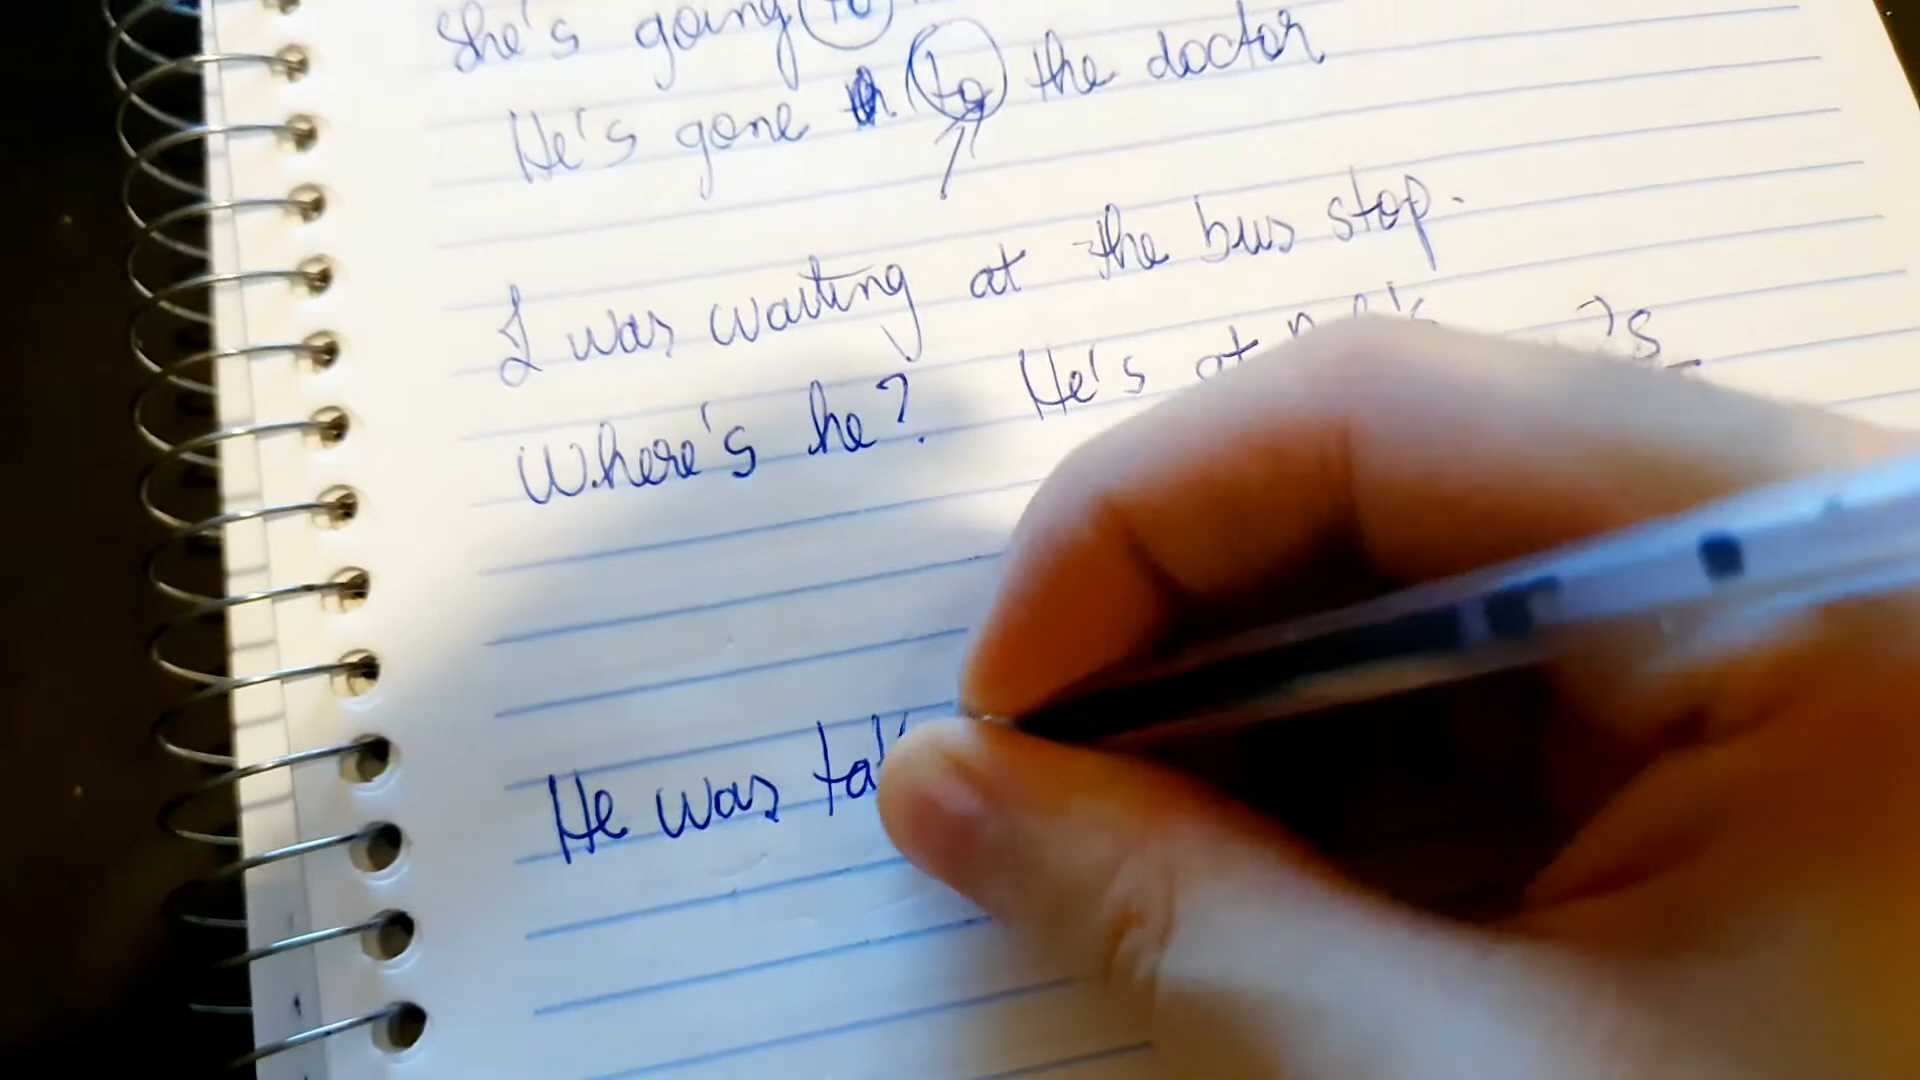 She's going to
He's gone to the doctor
I was waiting at the bus stop.
Where's he? He's at
He was